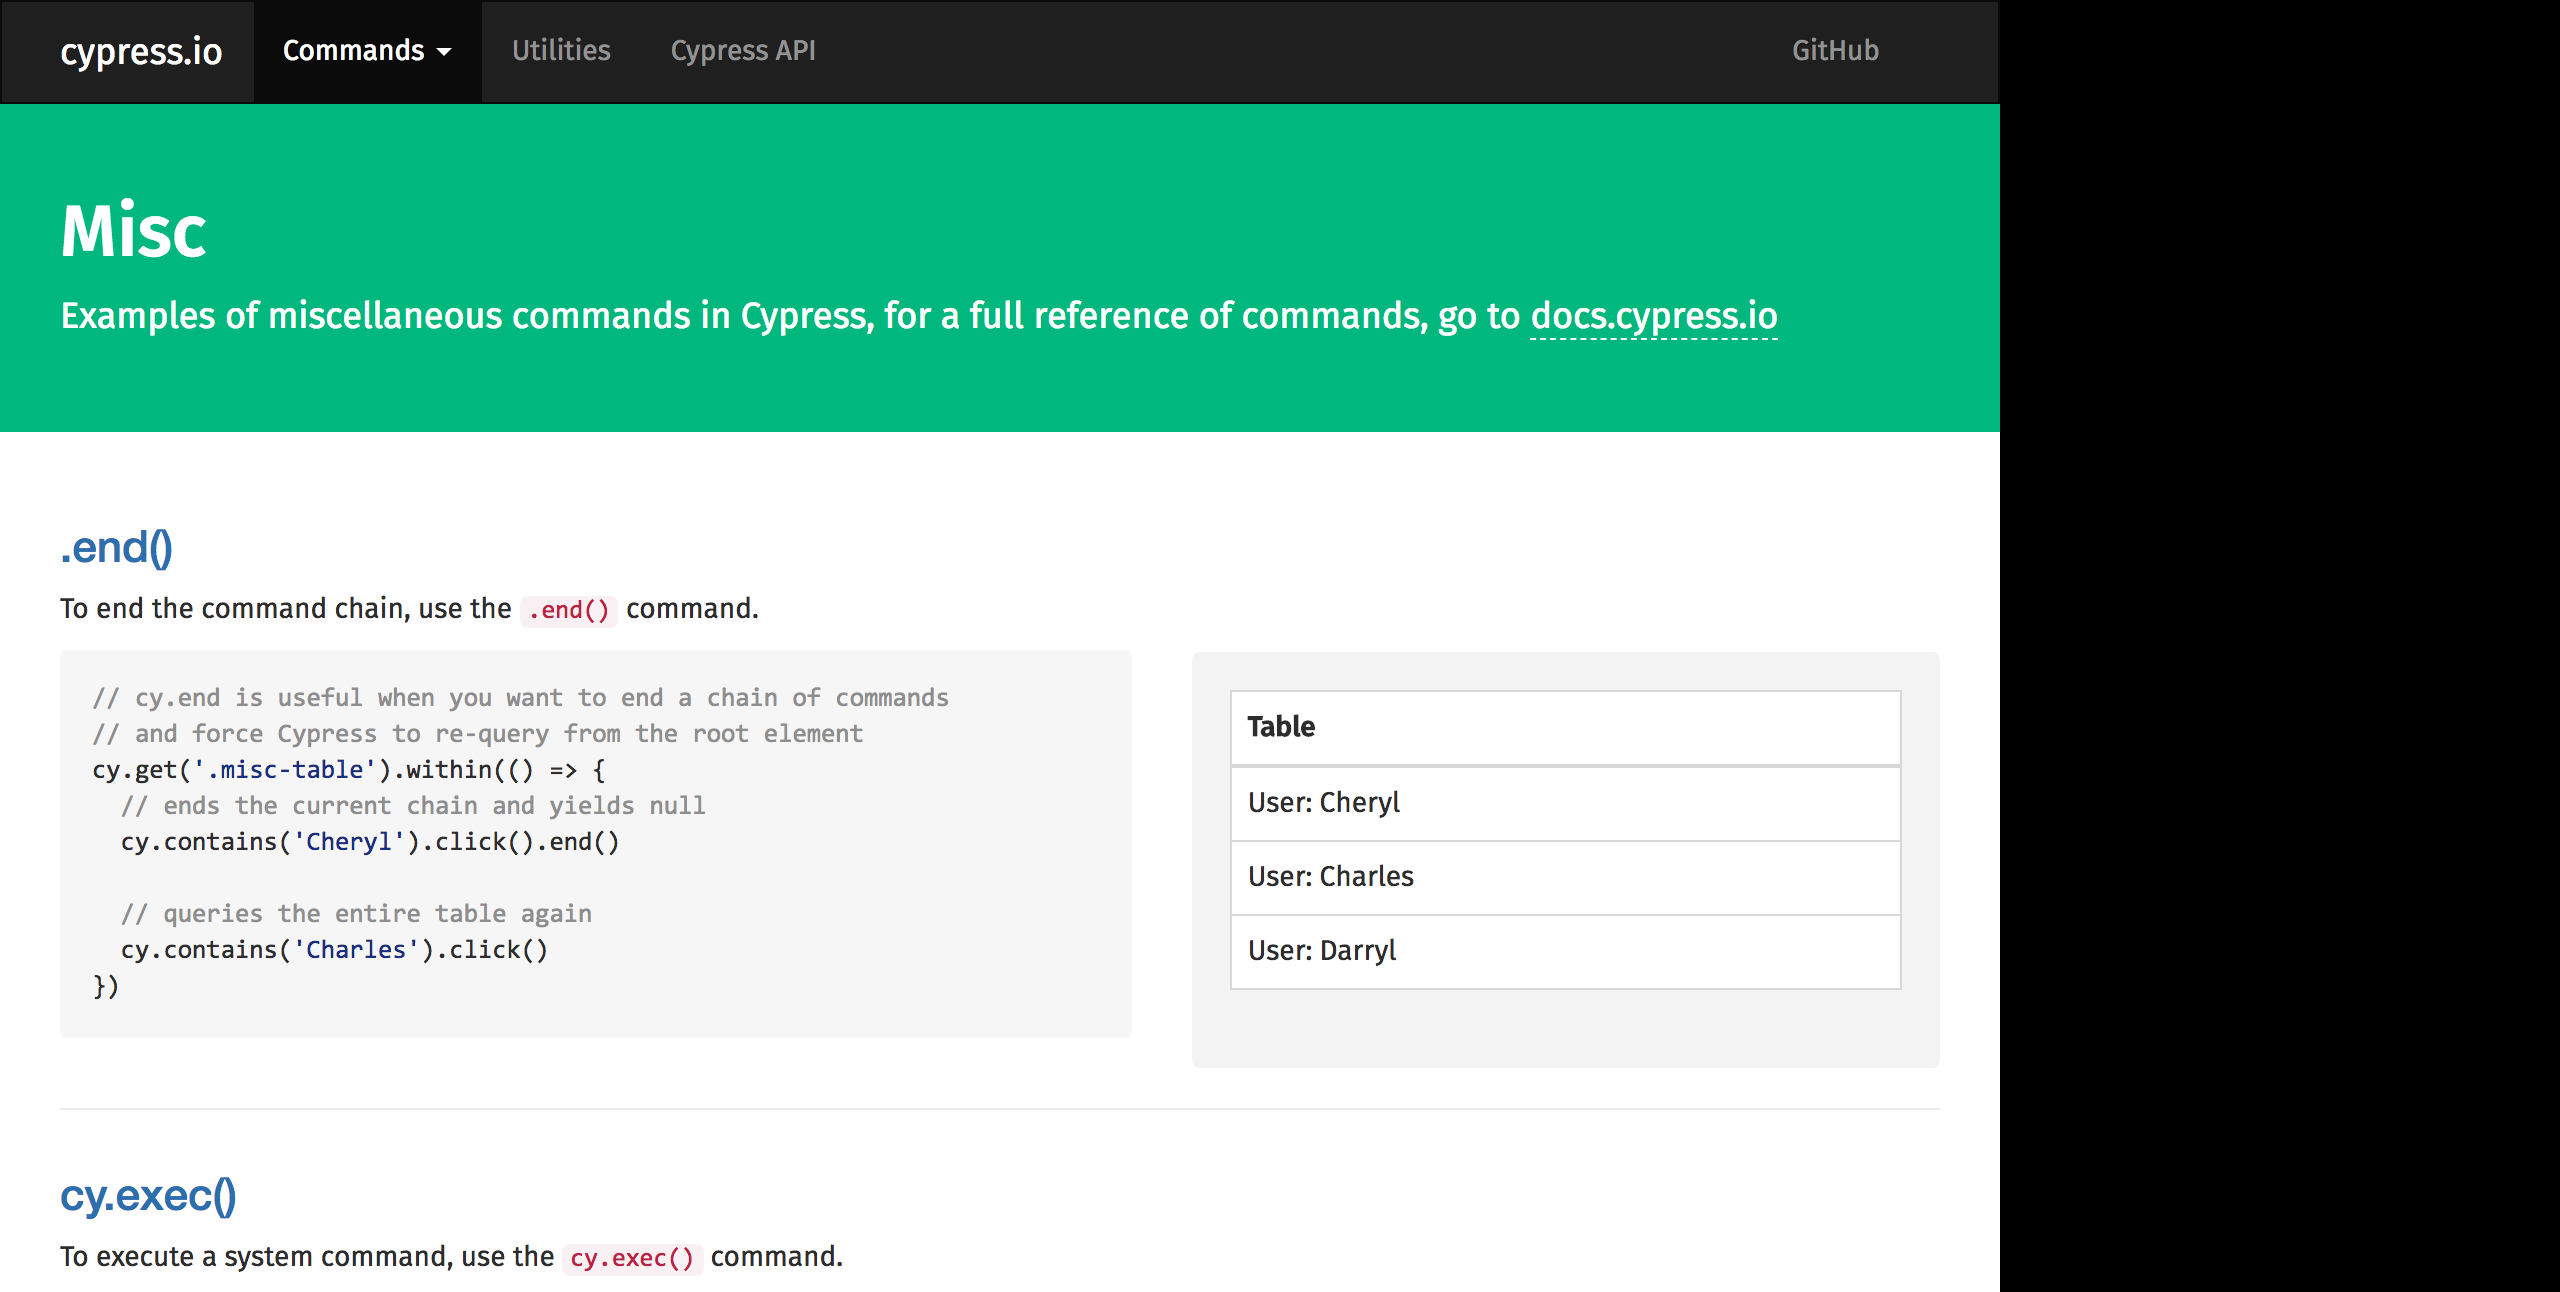 cypress.io Commands Utilities Cypress API GitHub
Misc
Examples of miscellaneous commands in Cypress, for a full reference of commands, go to docs.cypress.io
.end()
To end the command chain, use the .end() command.
// cy.end is useful when you want to end a chain of commands
// and force Cypress to re-query from the root element
cy.get('.misc-table').within(() => {
  // ends the current chain and yields null
  cy.contains('Cheryl').click().end()
  // queries the entire table again
  cy.contains('Charles').click()
})
Table
User: Cheryl
User: Charles
User: Darryl
cy.exec()
To execute a system command, use the cy.exec() command.